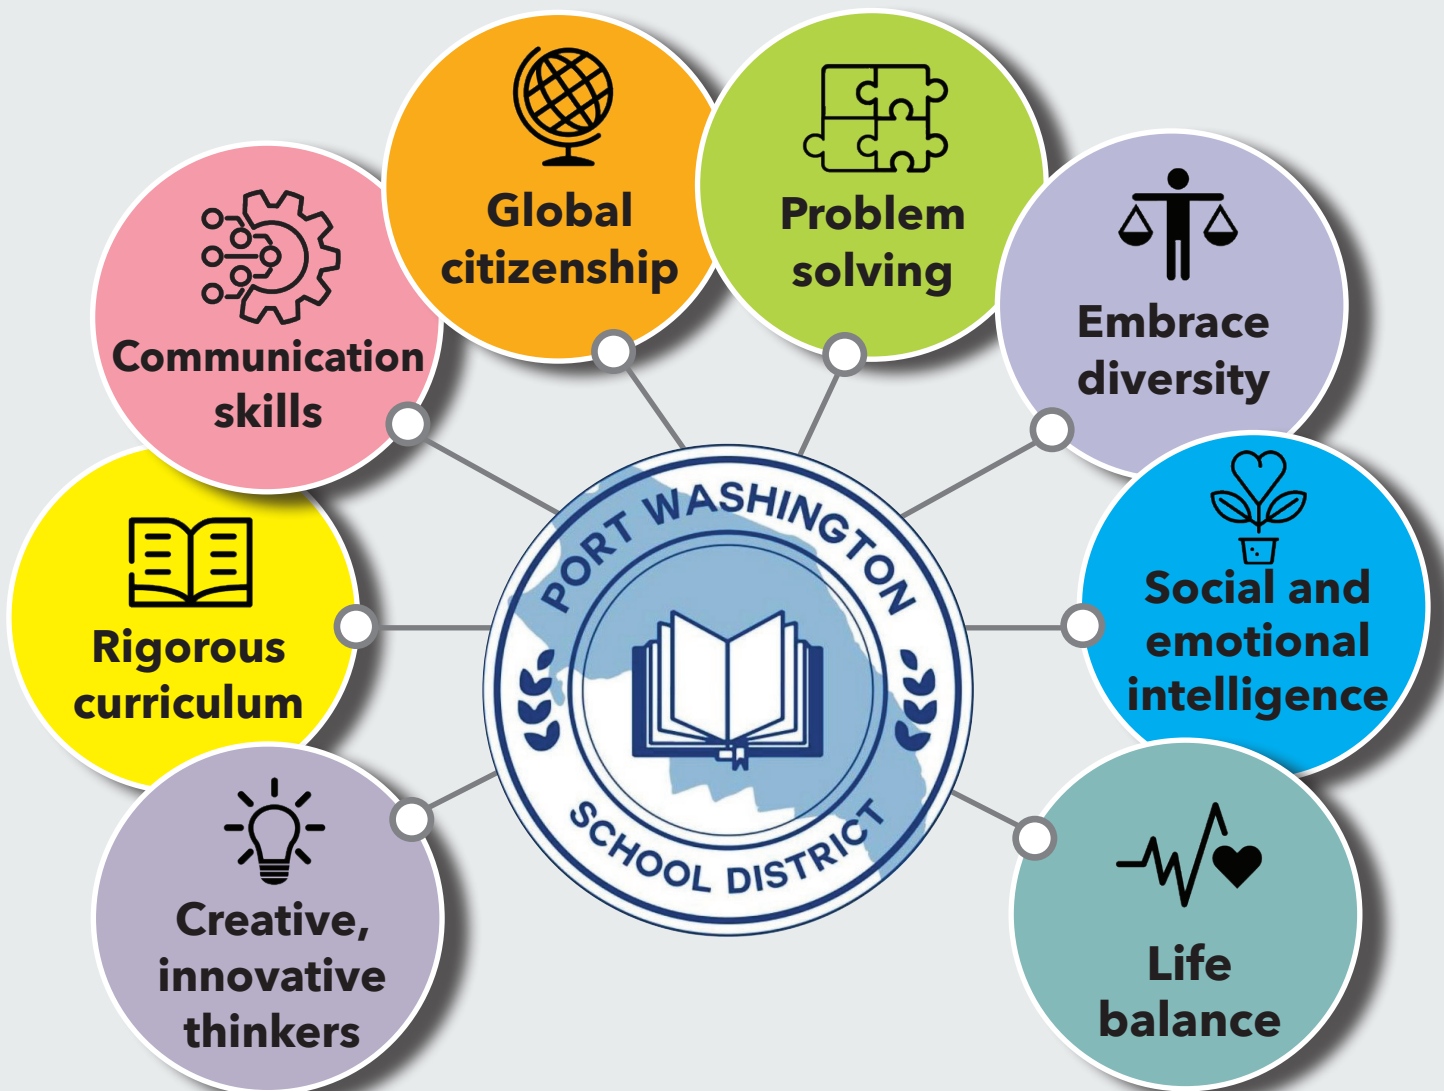 Global
citizenship
Problem
solving
Communication
skills
Embrace
diversity
Rigorous
curriculum
Social and
emotional
intelligence
Creative,
innovative
thinkers
Life
balance
PORT WASHINGTON
SCHOOL DISTRICT